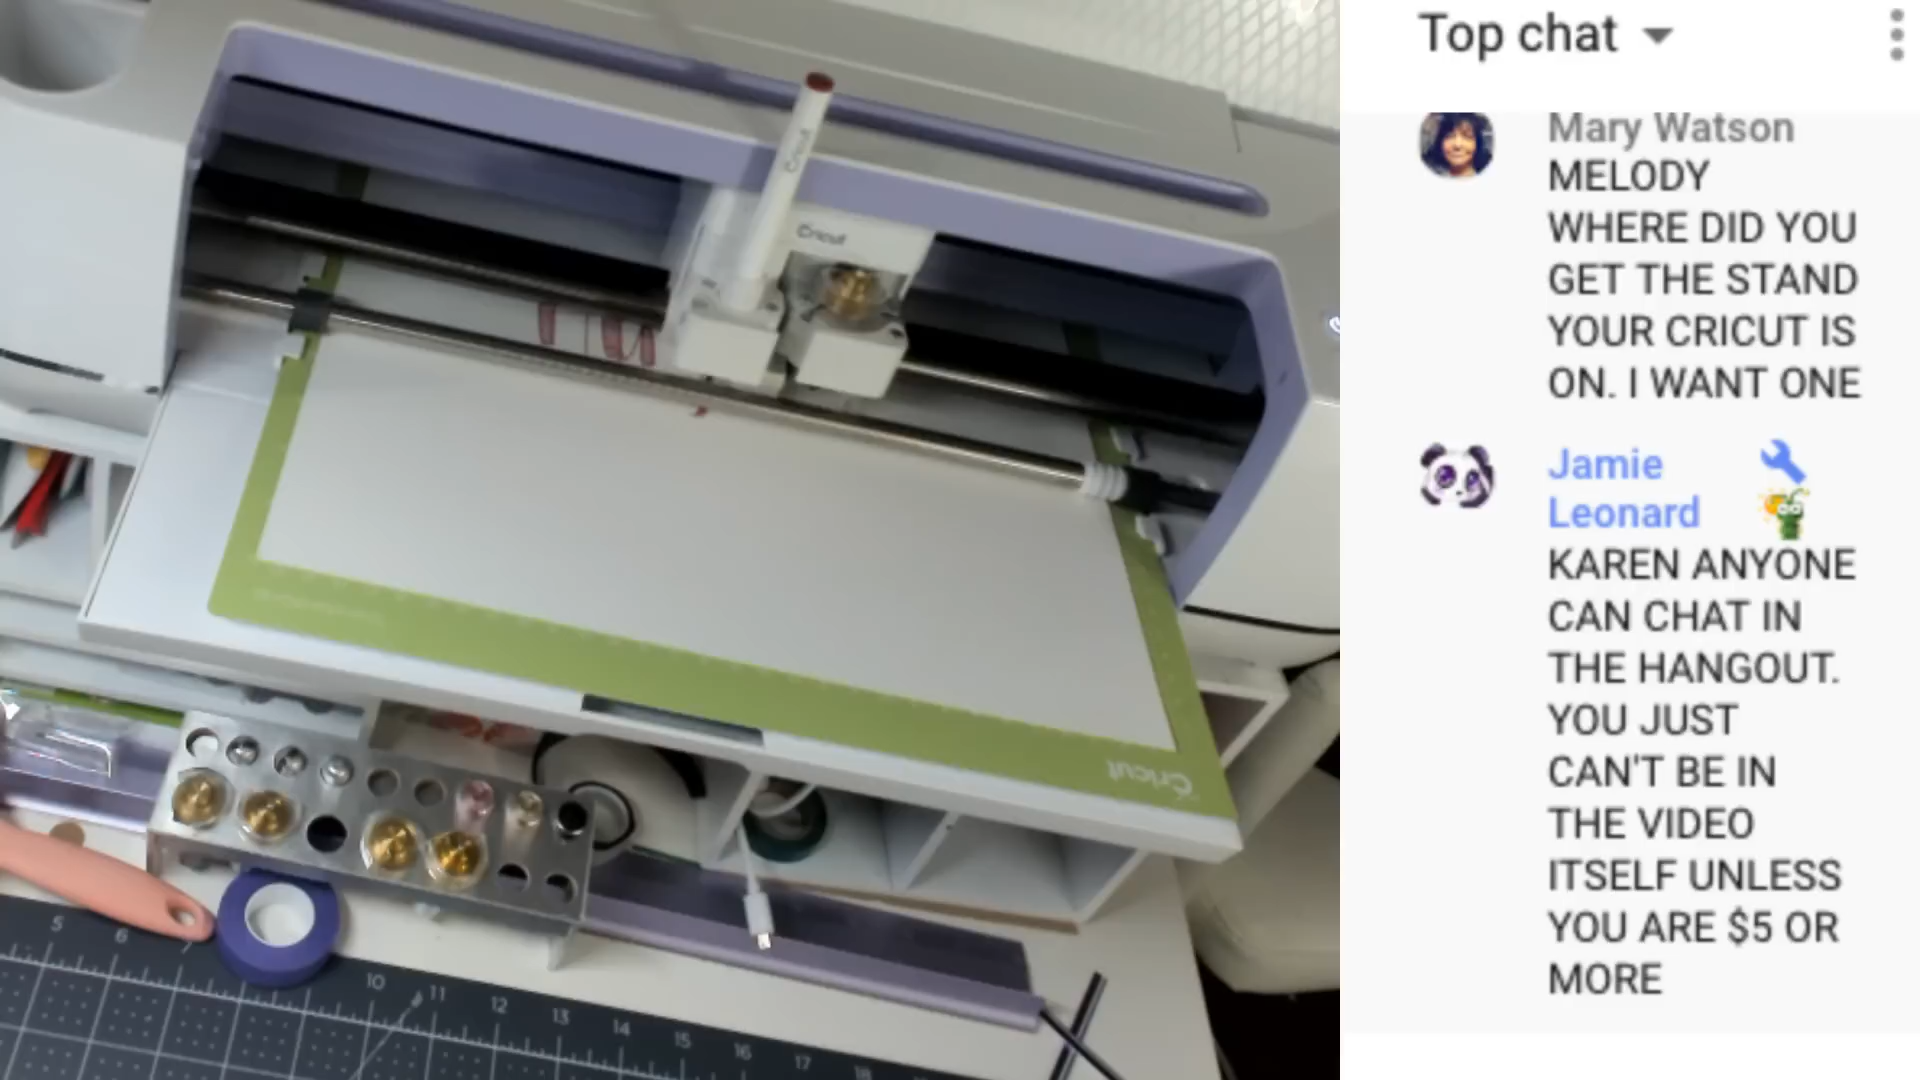 Top chat
Mary Watson
MELODY
WHERE DID YOU
GET THE STAND
YOUR CRICUT IS
ON. I WANT ONE
Jamie
Leonard
KAREN ANYONE
CAN CHAT IN
THE HANGOUT.
YOU JUST
CAN'T BE IN
THE VIDEO
ITSELF UNLESS
YOU ARE $5 OR
MORE
Cricut
Cricut
Cricut
5 6 7 10 11 12 13 14 15 16 17 18